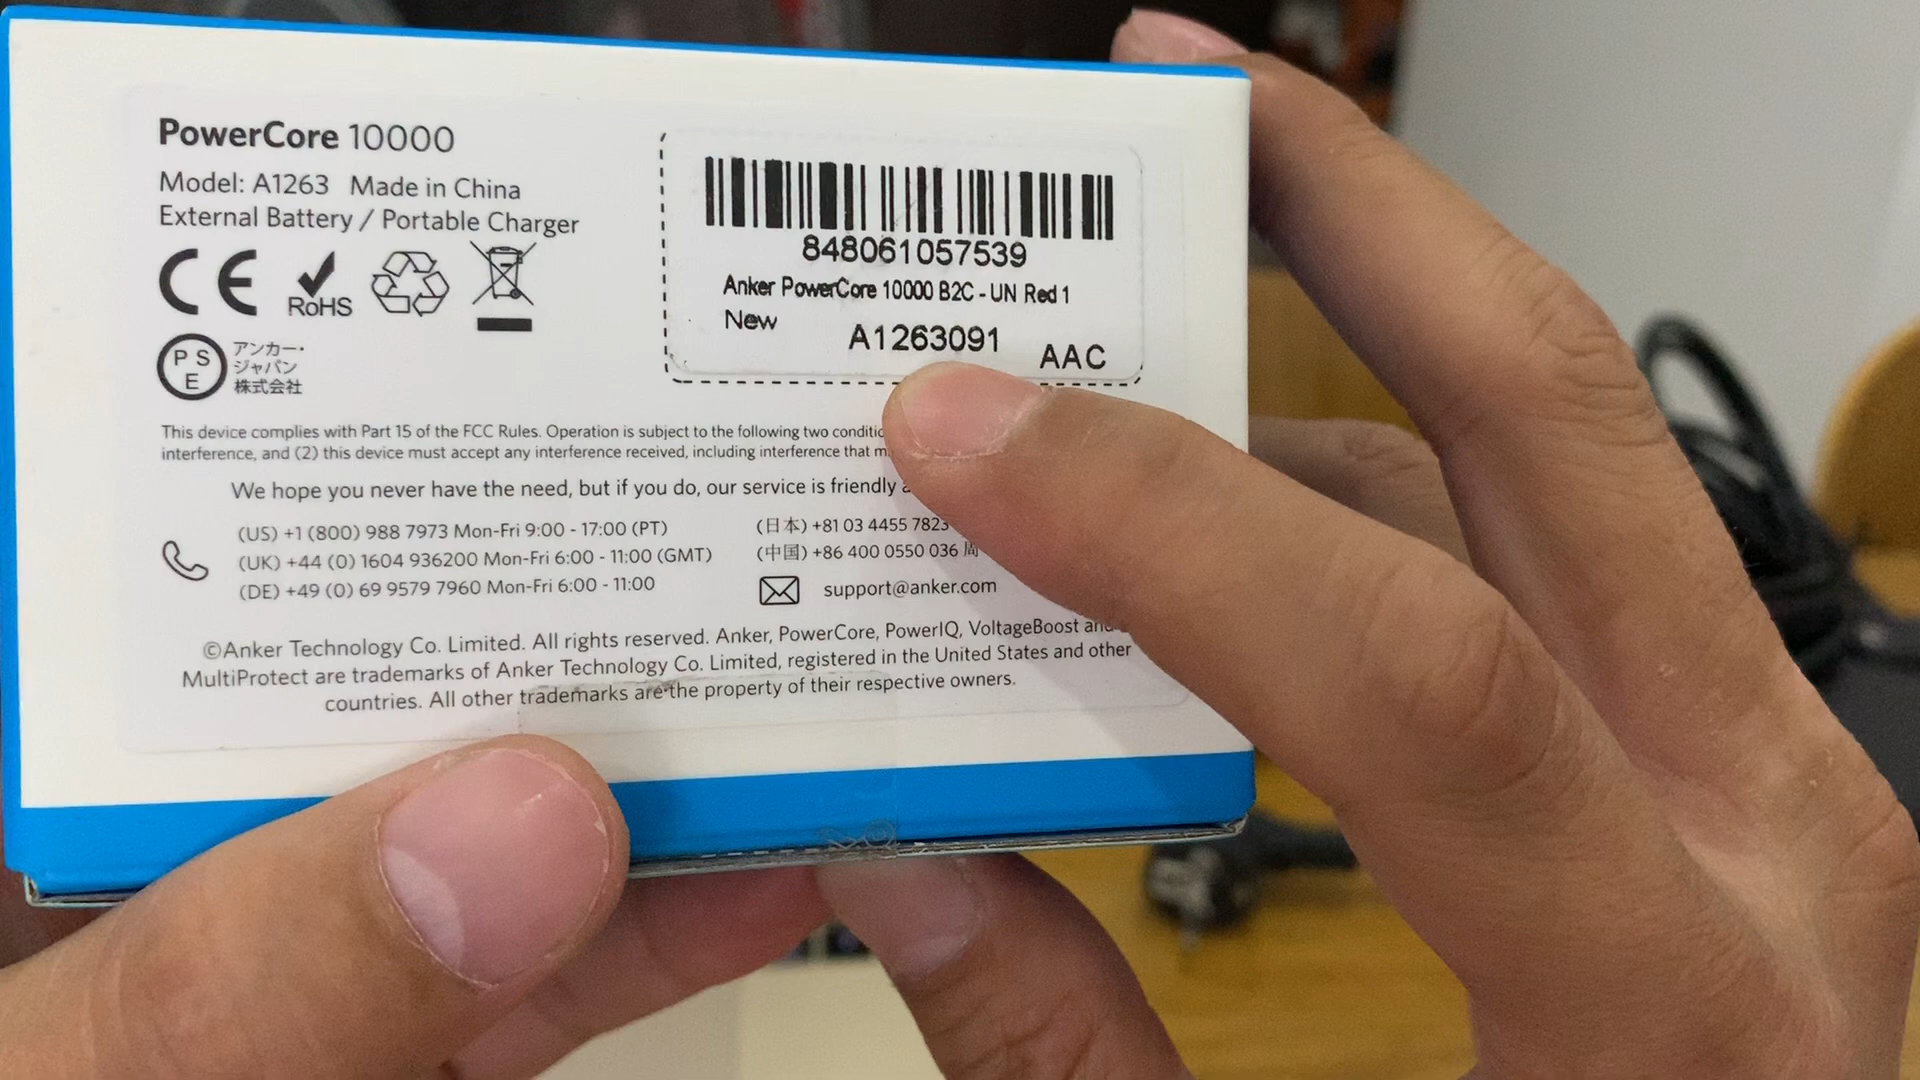 PowerCore 10000
Model: A1263 Made in China
External Battery / Portable Charger
CE
RoHS
PSE
アンカー・
ジャパン
株式会社
848061057539
Anker PowerCore 10000 B2C - UN Red 1
New
A1263091
AAC
This device complies with Part 15 of the FCC Rules. Operation is subject to the following two
interference, and (2) this device must accept any interference received, including interference that
We hope you never have the need, but if you do, our service is friendly
(US) +1 (800) 988 7973 Mon-Fri 9:00 - 17:00 (PT)
(UK) +44 (0) 1604 936200 Mon-Fri 6:00 - 11:00 (GMT)
(DE) +49 (0) 69 9579 7960 Mon-Fri 6:00 - 11:00
(日本) +81 03 4455 7823
(中国) +86 400 0550 036 周
support@anker.com
©Anker Technology Co. Limited. All rights reserved. Anker, PowerCore, PowerIQ, VoltageBoost and
MultiProtect are trademarks of Anker Technology Co. Limited, registered in the United States and other
countries. All other trademarks are the property of their respective owners.